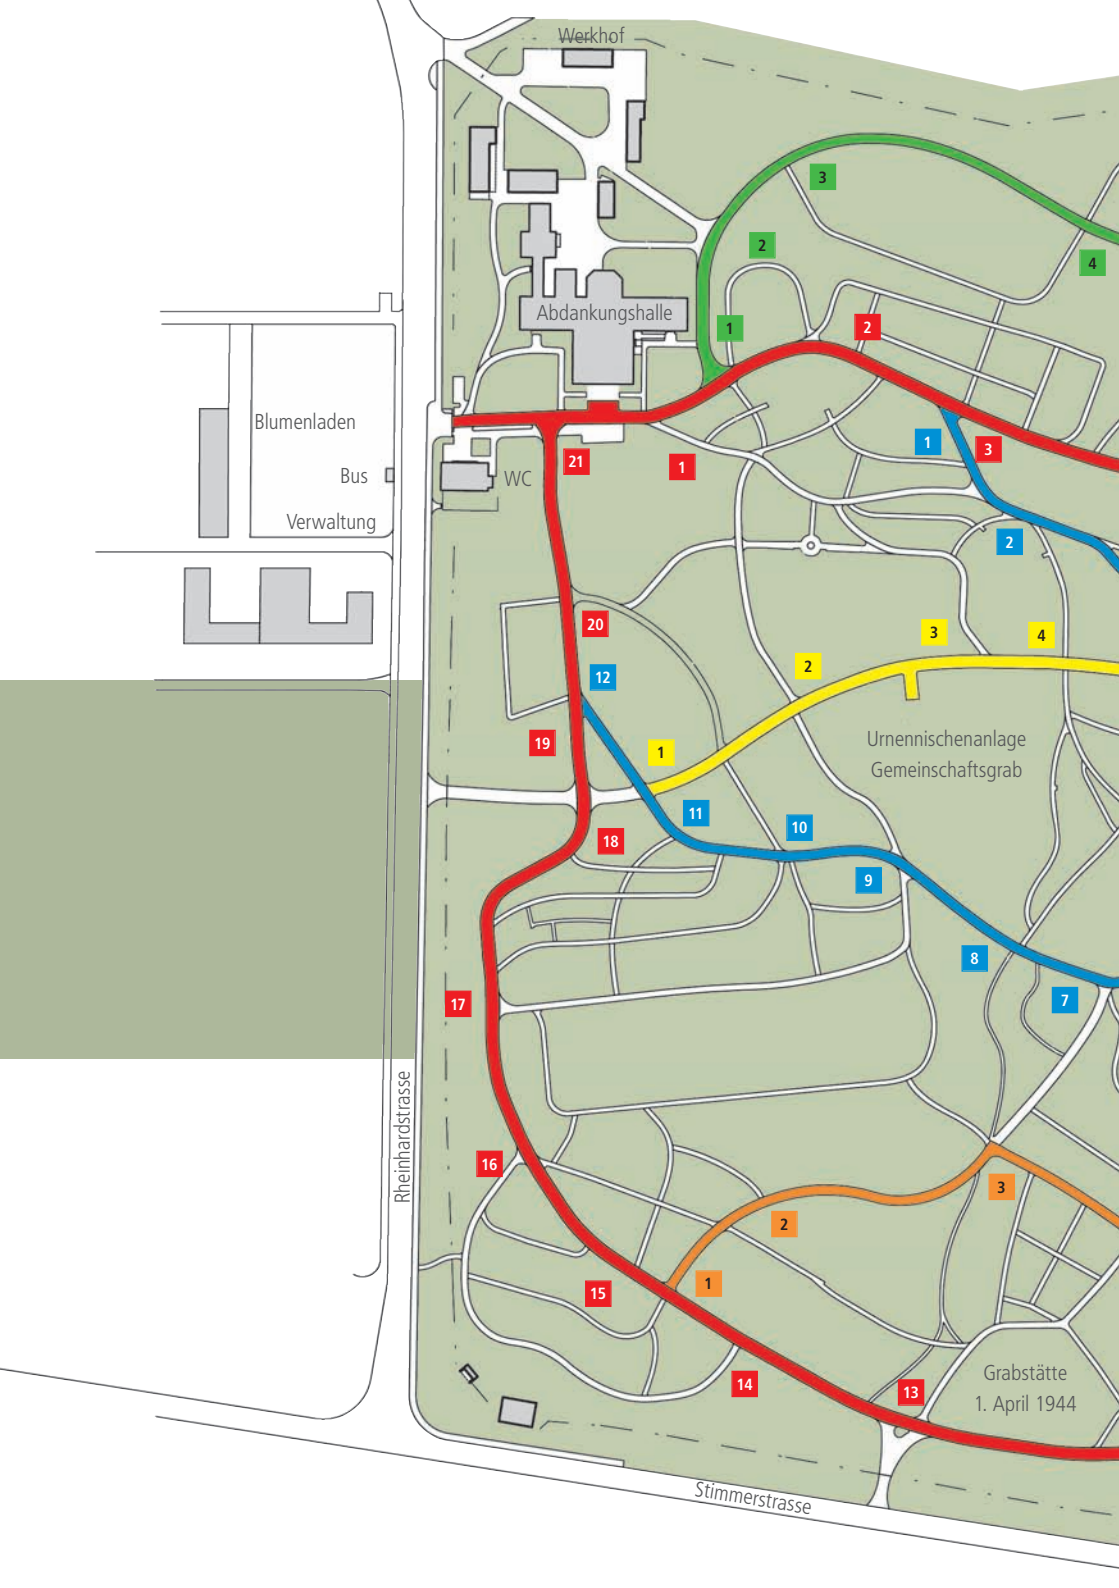 Werkhof
3
2
4
Abdankungshalle
1
2
Blumenladen
1
3
21
1
Bus
WC
Verwaltung
2
20
3
4
2
12
19
1
Urnennischenanlage
Gemeinschaftsgrab
11
10
18
9
8
17
7
Rheinhardstrasse
16
3
2
1
15
14
13
Grabstätte
1. April 1944
Stimmerstrasse